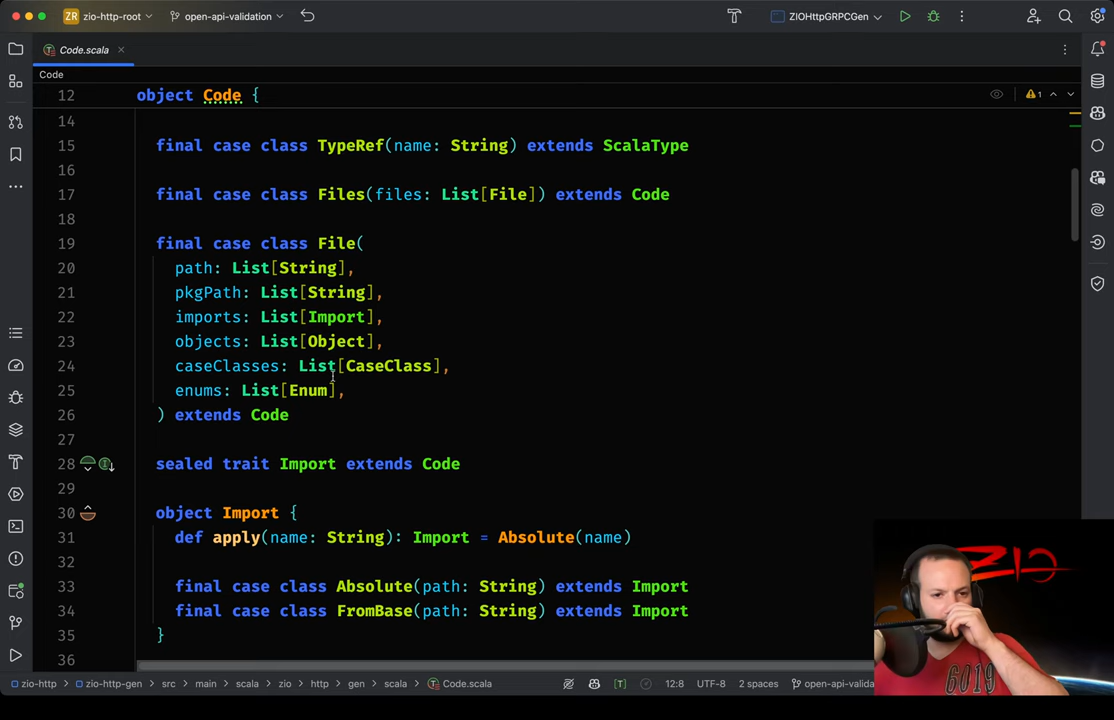 ZR zio-http-root open-api-validation ZIOHttpGRPCGen
Code.scala
Code
12 object Code { 1
14
15 final case class TypeRef(name: String) extends ScalaType
16
17 final case class Files(files: List[File]) extends Code
18
19 final case class File(
20 path: List[String],
21 pkgPath: List[String],
22 imports: List[Import],
23 objects: List[Object],
24 caseClasses: List[CaseClass],
25 enums: List[Enum],
26 ) extends Code
27
28 sealed trait Import extends Code
29
30 object Import {
31 def apply(name: String): Import = Absolute(name)
32
33 final case class Absolute(path: String) extends Import
34 final case class FromBase(path: String) extends Import
35 }
36
ZIO
6019
zio-http > zio-http-gen > src > main > scala > zio > http > gen > scala > Code.scala 12:8 UTF-8 2 spaces open-api-valida